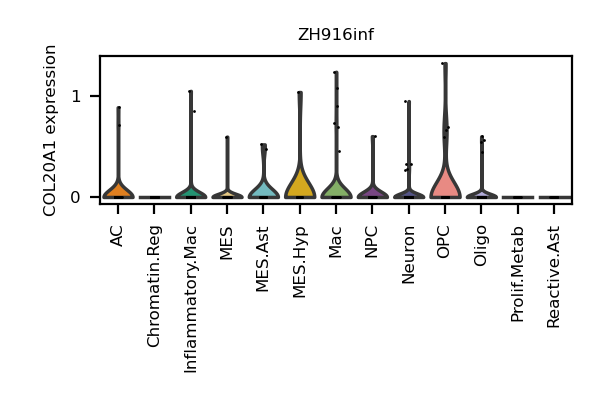 ZH916inf
COL20A1 expression
1
0
AC
Chromatin.Reg
Inflammatory.Mac
MES
MES.Ast
MES.Hyp
Mac
NPC
Neuron
OPC
Oligo
Prolif.Metab
Reactive.Ast